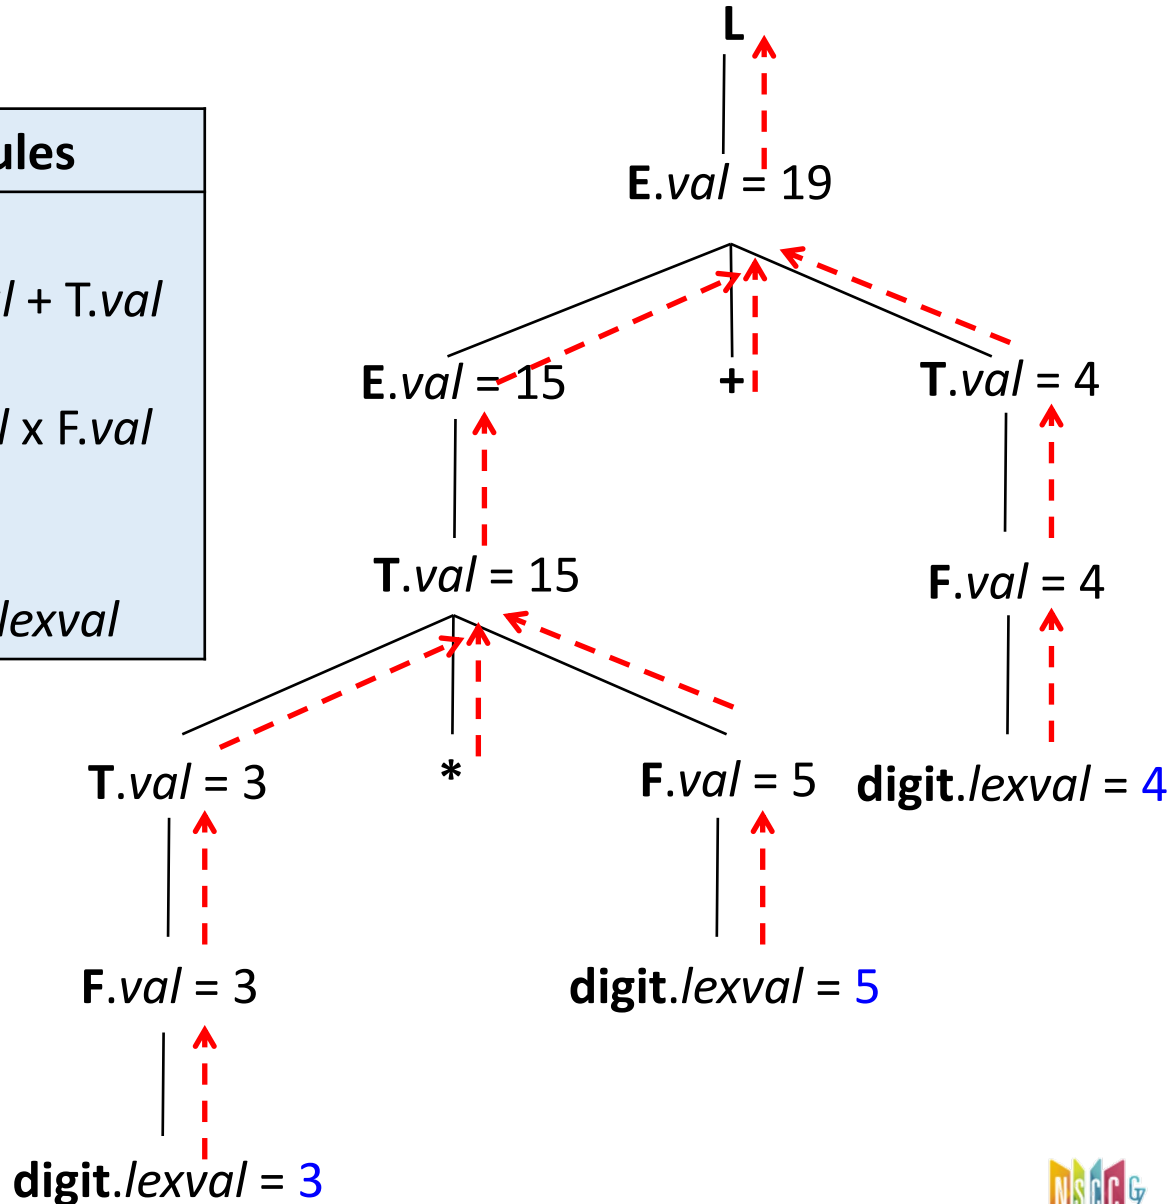 L
ules
E.val = 19
l + T.val
E.val = 15
+
T.val = 4
l x F.val
T.val = 15
F.val = 4
lexval
T.val = 3
*
F.val = 5
digit.lexval = 4
F.val = 3
digit.lexval = 5
digit.lexval = 3
NSCC